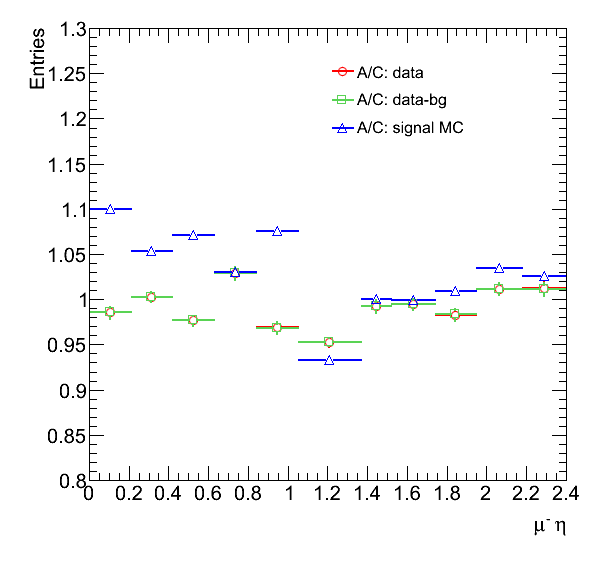 Entries
1.3
1.25
1.2
1.15
1.1
1.05
1
0.95
0.9
0.85
0.8
A/C: data
A/C: data-bg
A/C: signal MC
0 0.2 0.4 0.6 0.8 1 1.2 1.4 1.6 1.8 2 2.2 2.4
μ⁻ η